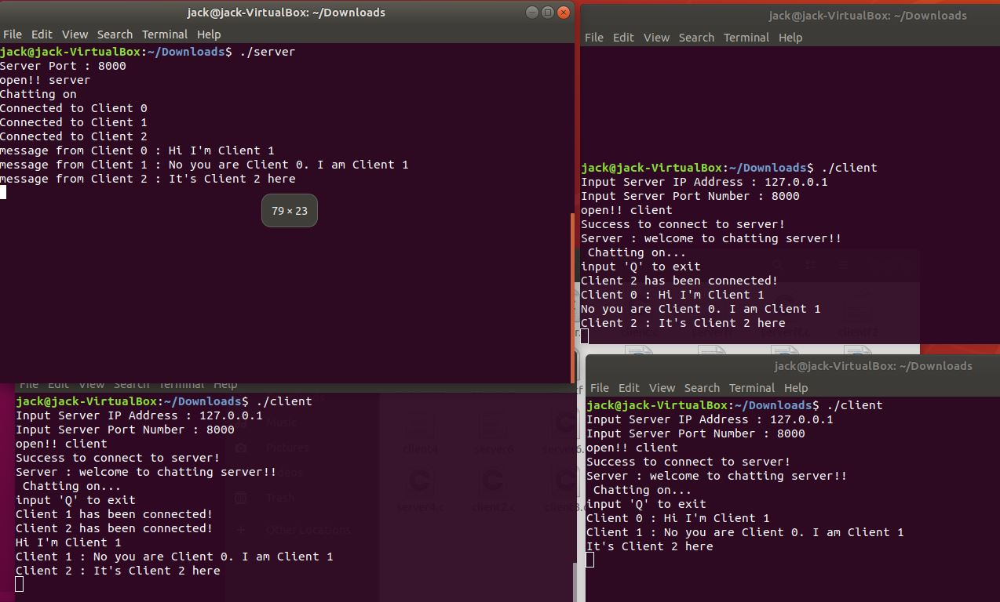 jack@jack-VirtualBox: ~/Downloads
File Edit View Search Terminal Help
jack@jack-VirtualBox:~/Downloads$ ./server
Server Port : 8000
open!! server
Chatting on
Connected to Client 0
Connected to Client 1
Connected to Client 2
message from Client 0 : Hi I'm Client 1
message from Client 1 : No you are Client 0. I am Client 1
message from Client 2 : It's Client 2 here
79 × 23
jack@jack-VirtualBox: ~/Downloads
File Edit View Search Terminal Help
jack@jack-VirtualBox:~/Downloads$ ./client
Input Server IP Address : 127.0.0.1
Input Server Port Number : 8000
open!! client
Success to connect to server!
Server : welcome to chatting server!!
Chatting on...
input 'Q' to exit
Client 2 has been connected!
Client 0 : Hi I'm Client 1
No you are Client 0. I am Client 1
Client 2 : It's Client 2 here
File Edit View Search Terminal Help
jack@jack-VirtualBox:~/Downloads$ ./client
Input Server IP Address : 127.0.0.1
Input Server Port Number : 8000
open!! client
Success to connect to server!
Server : welcome to chatting server!!
Chatting on...
input 'Q' to exit
Client 1 has been connected!
Client 2 has been connected!
Hi I'm Client 1
Client 1 : No you are Client 0. I am Client 1
Client 2 : It's Client 2 here
Music
Pictures
Trash
Other Locations
client4
server6
server4.c
client2.c
jack@jack-VirtualBox: ~/Downloads
File Edit View Search Terminal Help
jack@jack-VirtualBox:~/Downloads$ ./client
Input Server IP Address : 127.0.0.1
Input Server Port Number : 8000
open!! client
Success to connect to server!
Server : welcome to chatting server!!
Chatting on...
input 'Q' to exit
Client 0 : Hi I'm Client 1
Client 1 : No you are Client 0. I am Client 1
It's Client 2 here